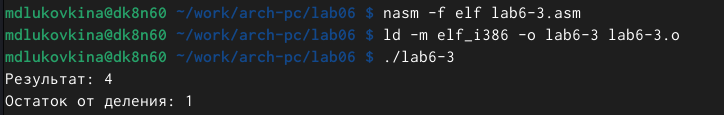 mdlukovkina@dk8n60 ~/work/arch-pc/lab06 $ nasm -f elf lab6-3.asm
mdlukovkina@dk8n60 ~/work/arch-pc/lab06 $ ld -m elf_i386 -o lab6-3 lab6-3.o
mdlukovkina@dk8n60 ~/work/arch-pc/lab06 $ ./lab6-3
Результат: 4
Остаток от деления: 1